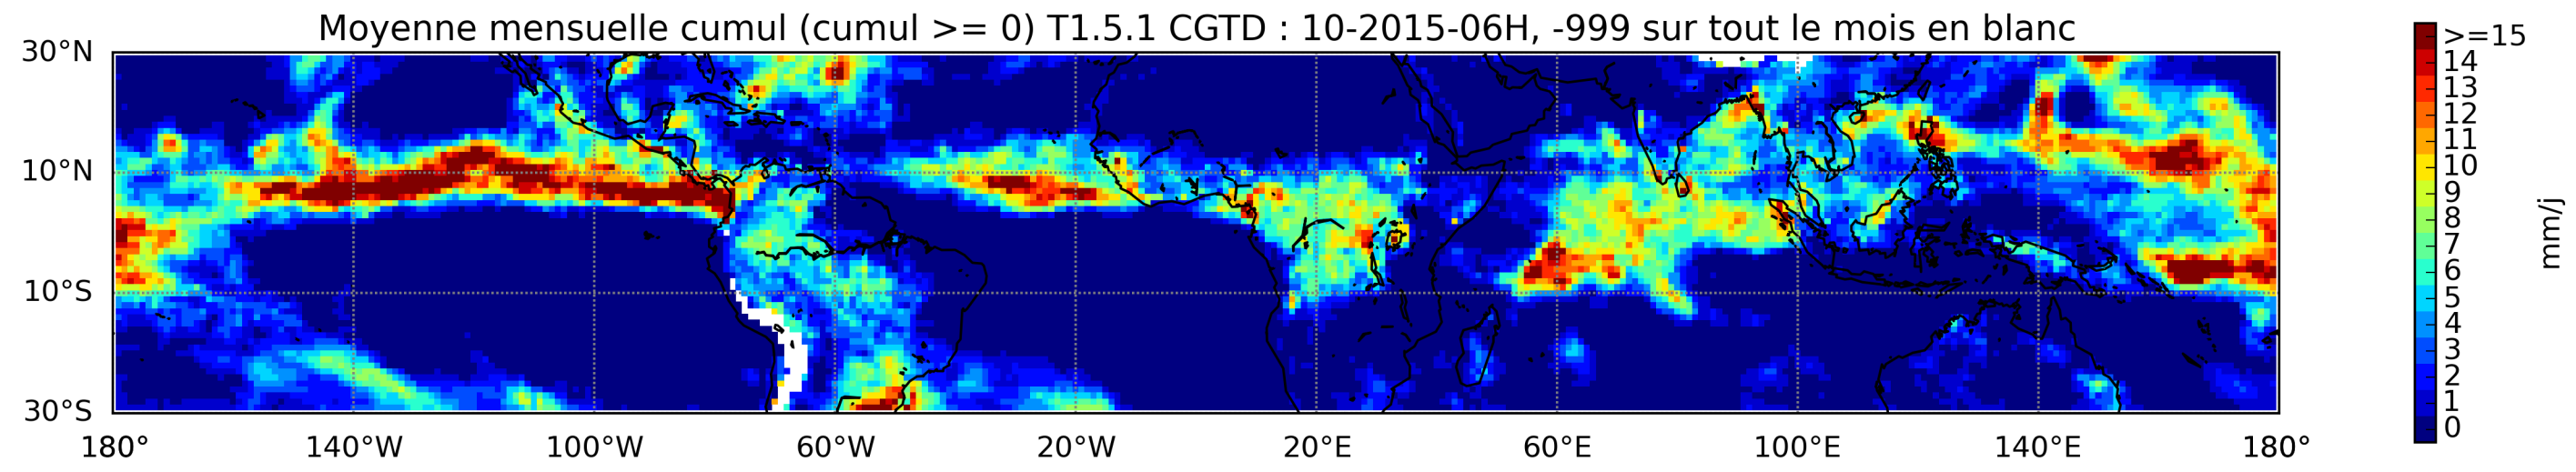 Moyenne mensuelle cumul (cumul >= 0) T1.5.1 CGTD : 10-2015-06H, -999 sur tout le mois en blanc
30°N
10°N
10°S
30°S
180°
140°W
100°W
60°W
20°W
20°E
60°E
100°E
140°E
180°
>=15
14
13
12
11
10
9
8
7
6
5
4
3
2
1
0
mm/j